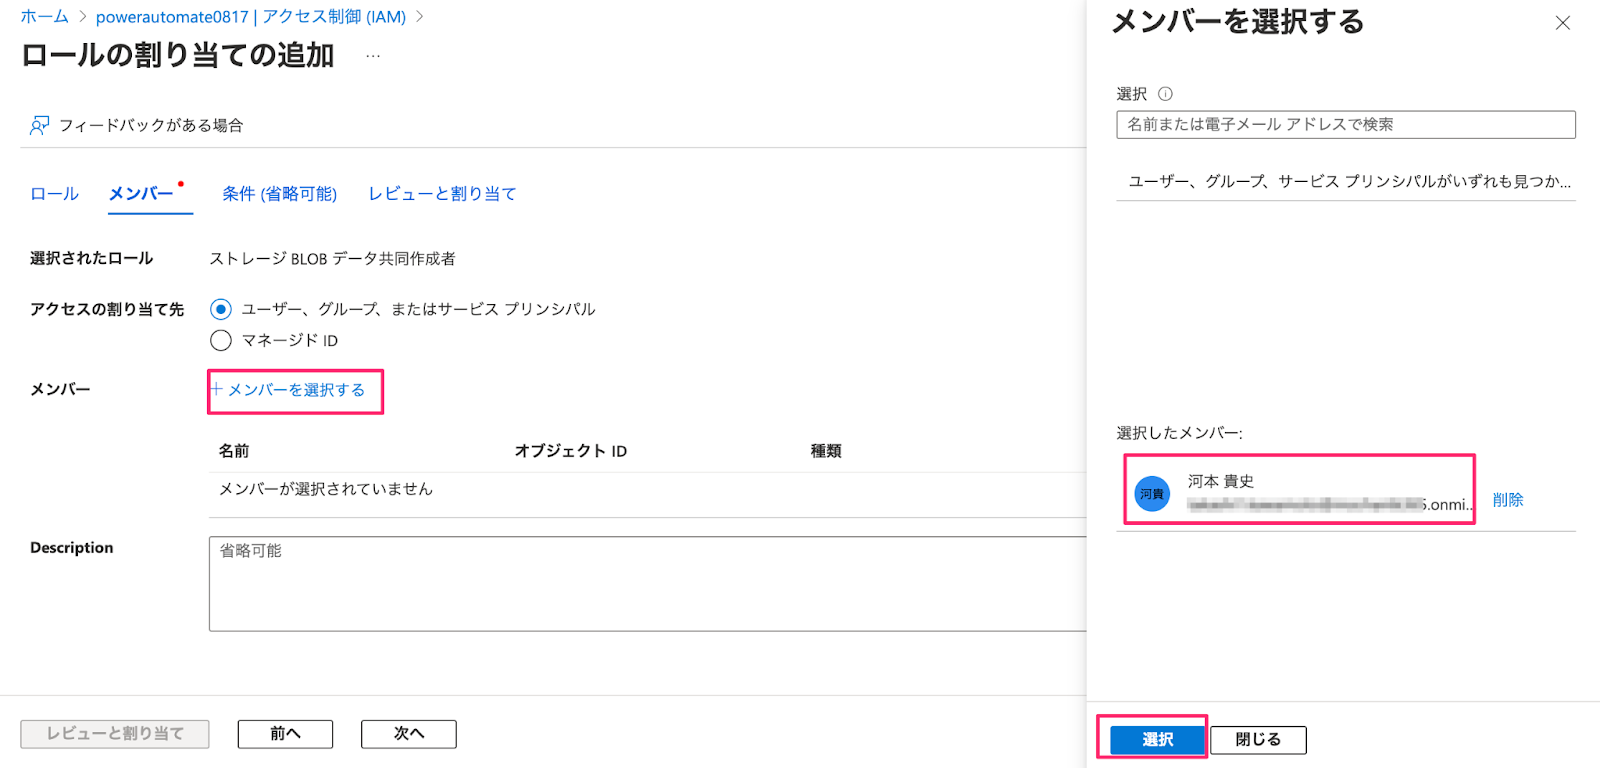 ホーム > powerautomate0817 | アクセス制御 (IAM) >
ロールの割り当ての追加 …
フィードバックがある場合
ロール メンバー 条件 (省略可能) レビューと割り当て
選択されたロール ストレージ BLOB データ共同作成者
アクセスの割り当て先 ユーザー、グループ、またはサービス プリンシパル
マネージド ID
メンバー + メンバーを選択する
名前 オブジェクト ID 種類
メンバーが選択されていません
Description 省略可能
レビューと割り当て 前へ 次へ
メンバーを選択する
選択
名前または電子メール アドレスで検索
ユーザー、グループ、サービス プリンシパルがいずれも見つか...
選択したメンバー:
河貴 河本 貴史
5.onmi... 削除
選択 閉じる